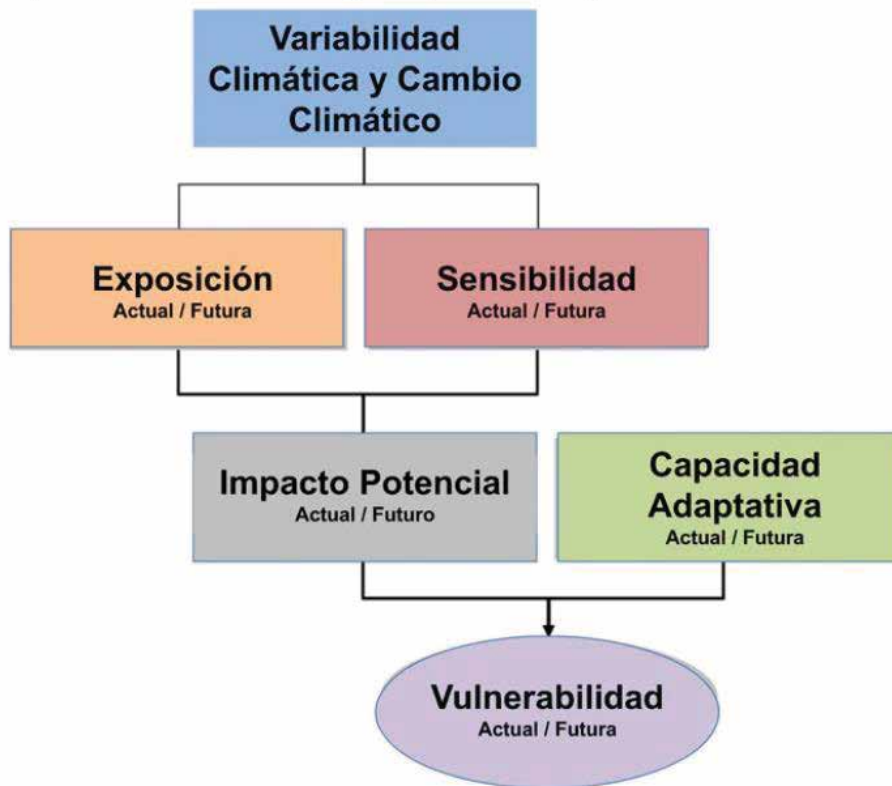 Variabilidad
Climática y Cambio
Climático
Exposición
Actual / Futura
Sensibilidad
Actual / Futura
Impacto Potencial
Actual / Futuro
Capacidad
Adaptativa
Actual / Futura
Vulnerabilidad
Actual / Futura